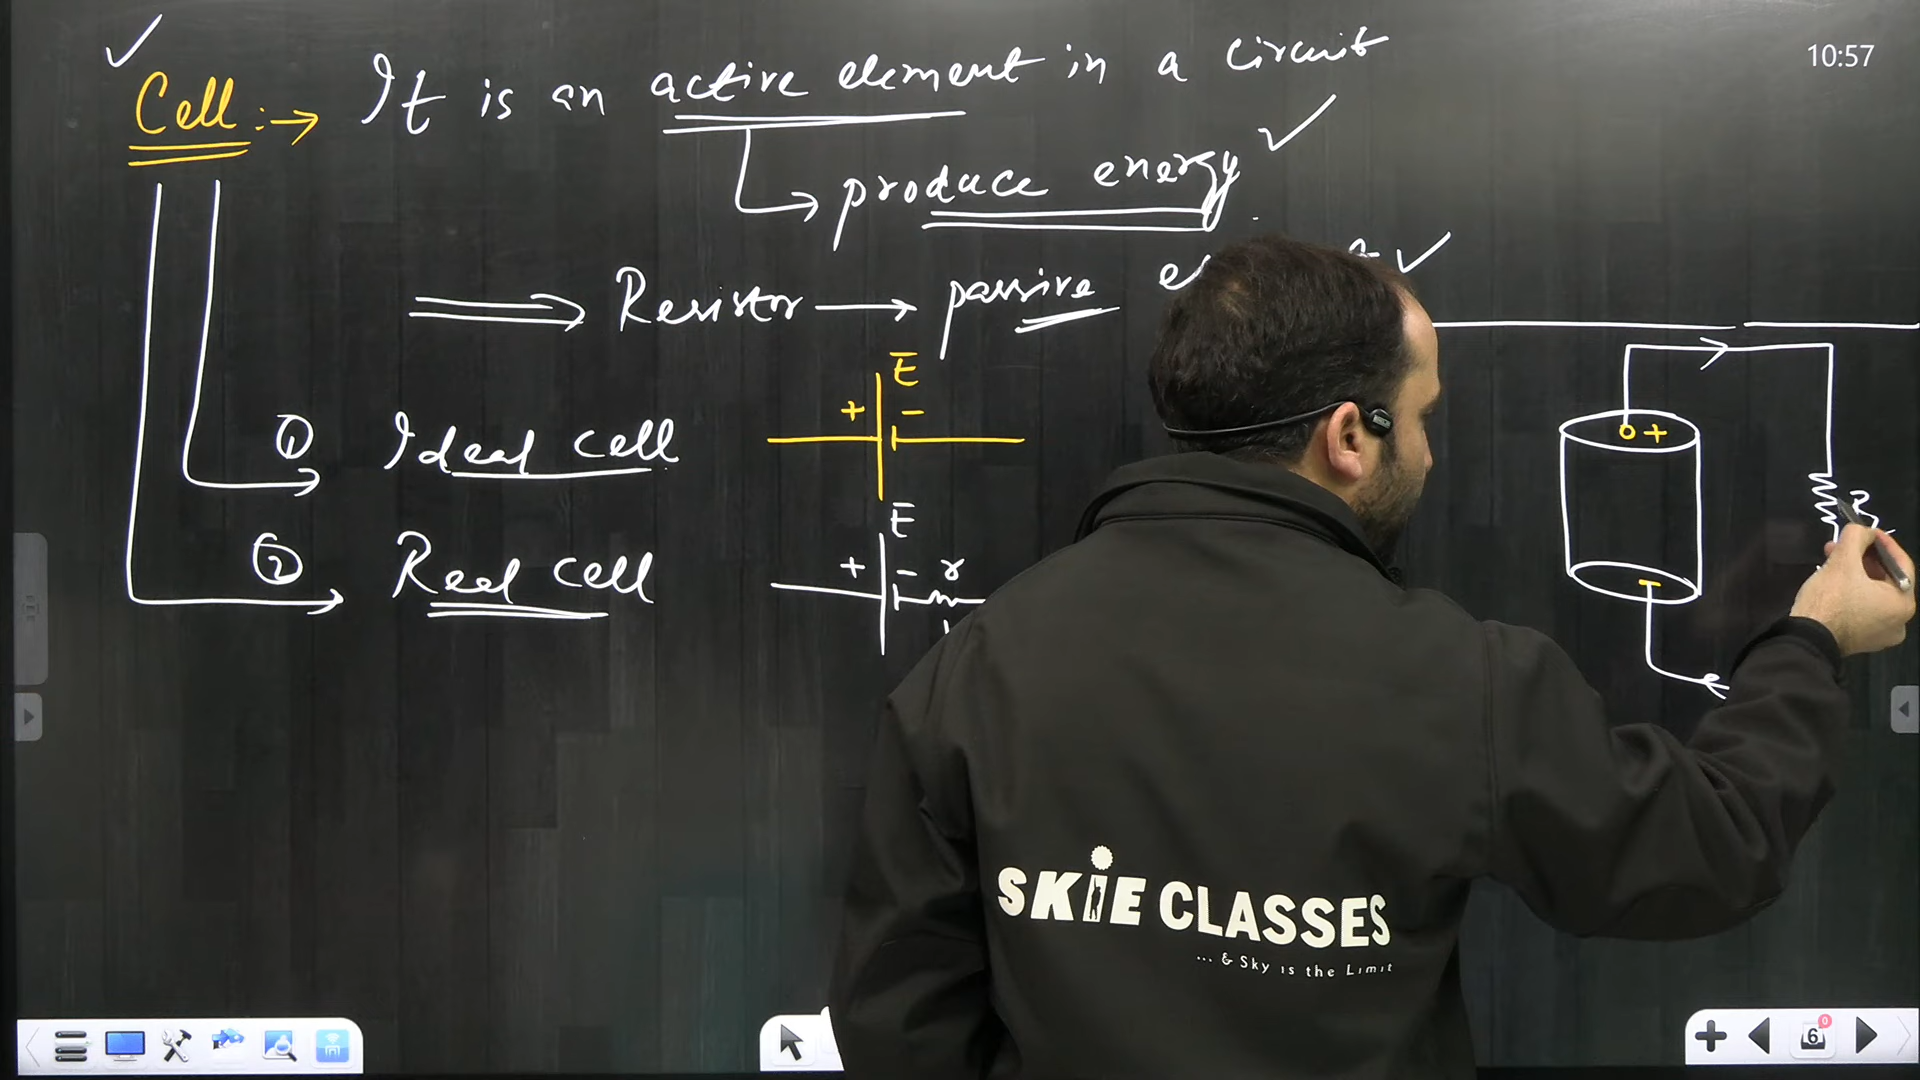 10:57
Cell :→ It is an active element in a circuit
→ produce energy
⇒ Resistor → passive
① Ideal cell
E
+ -
② Real cell
E
+ - r
+
R
-
SKIE CLASSES
... & Sky is the Limit
6
0